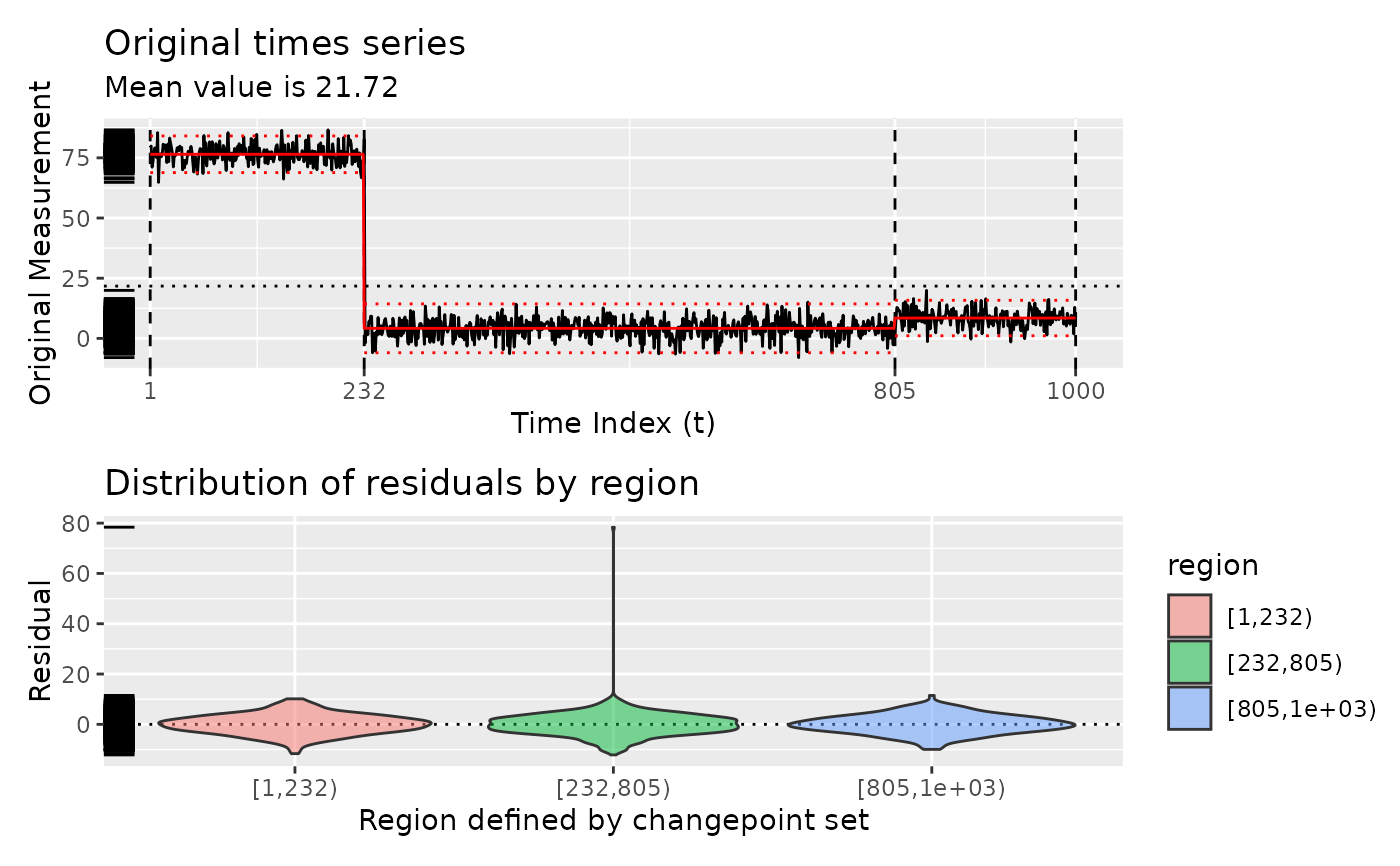 Original times series
Mean value is 21.72
Original Measurement
75
50
25
0
1 232 805 1000
Time Index (t)
Distribution of residuals by region
Residual
80
60
40
20
0
[1,232) [232,805) [805,1e+03)
Region defined by changepoint set
region
[1,232)
[232,805)
[805,1e+03)